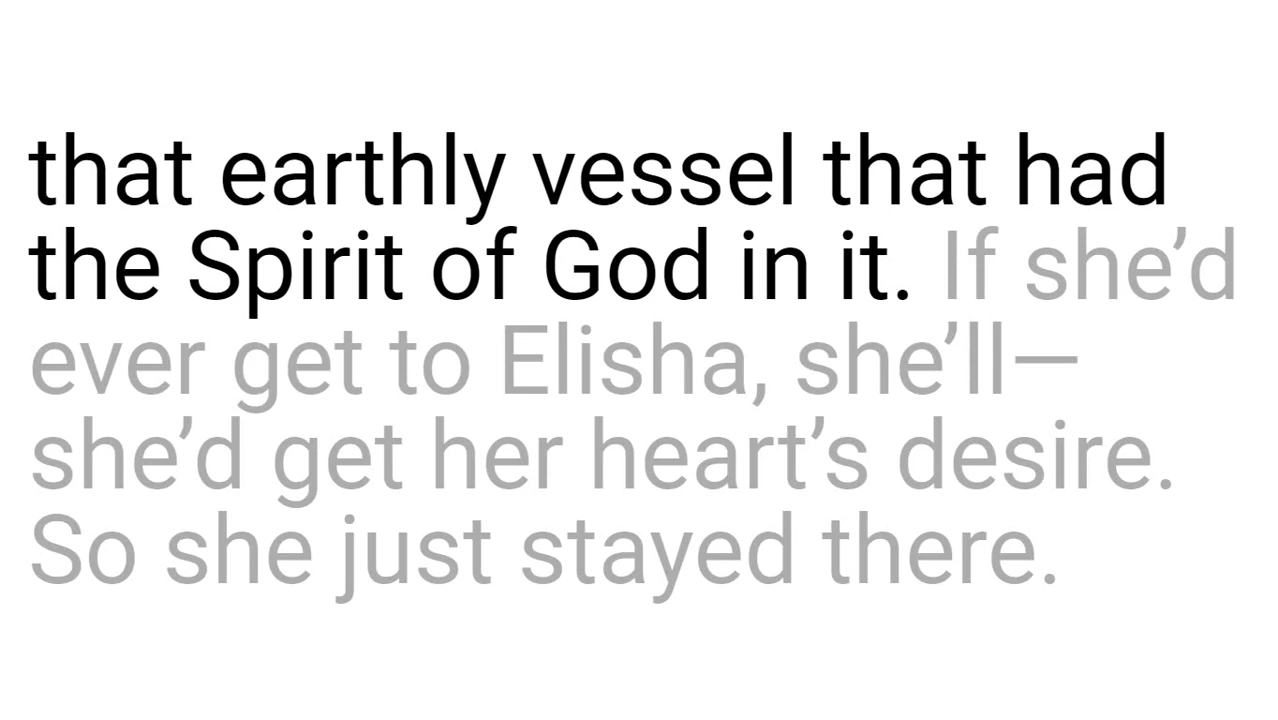 that earthly vessel that had
the Spirit of God in it. If she’d
ever get to Elisha, she’ll—
she’d get her heart’s desire.
So she just stayed there.